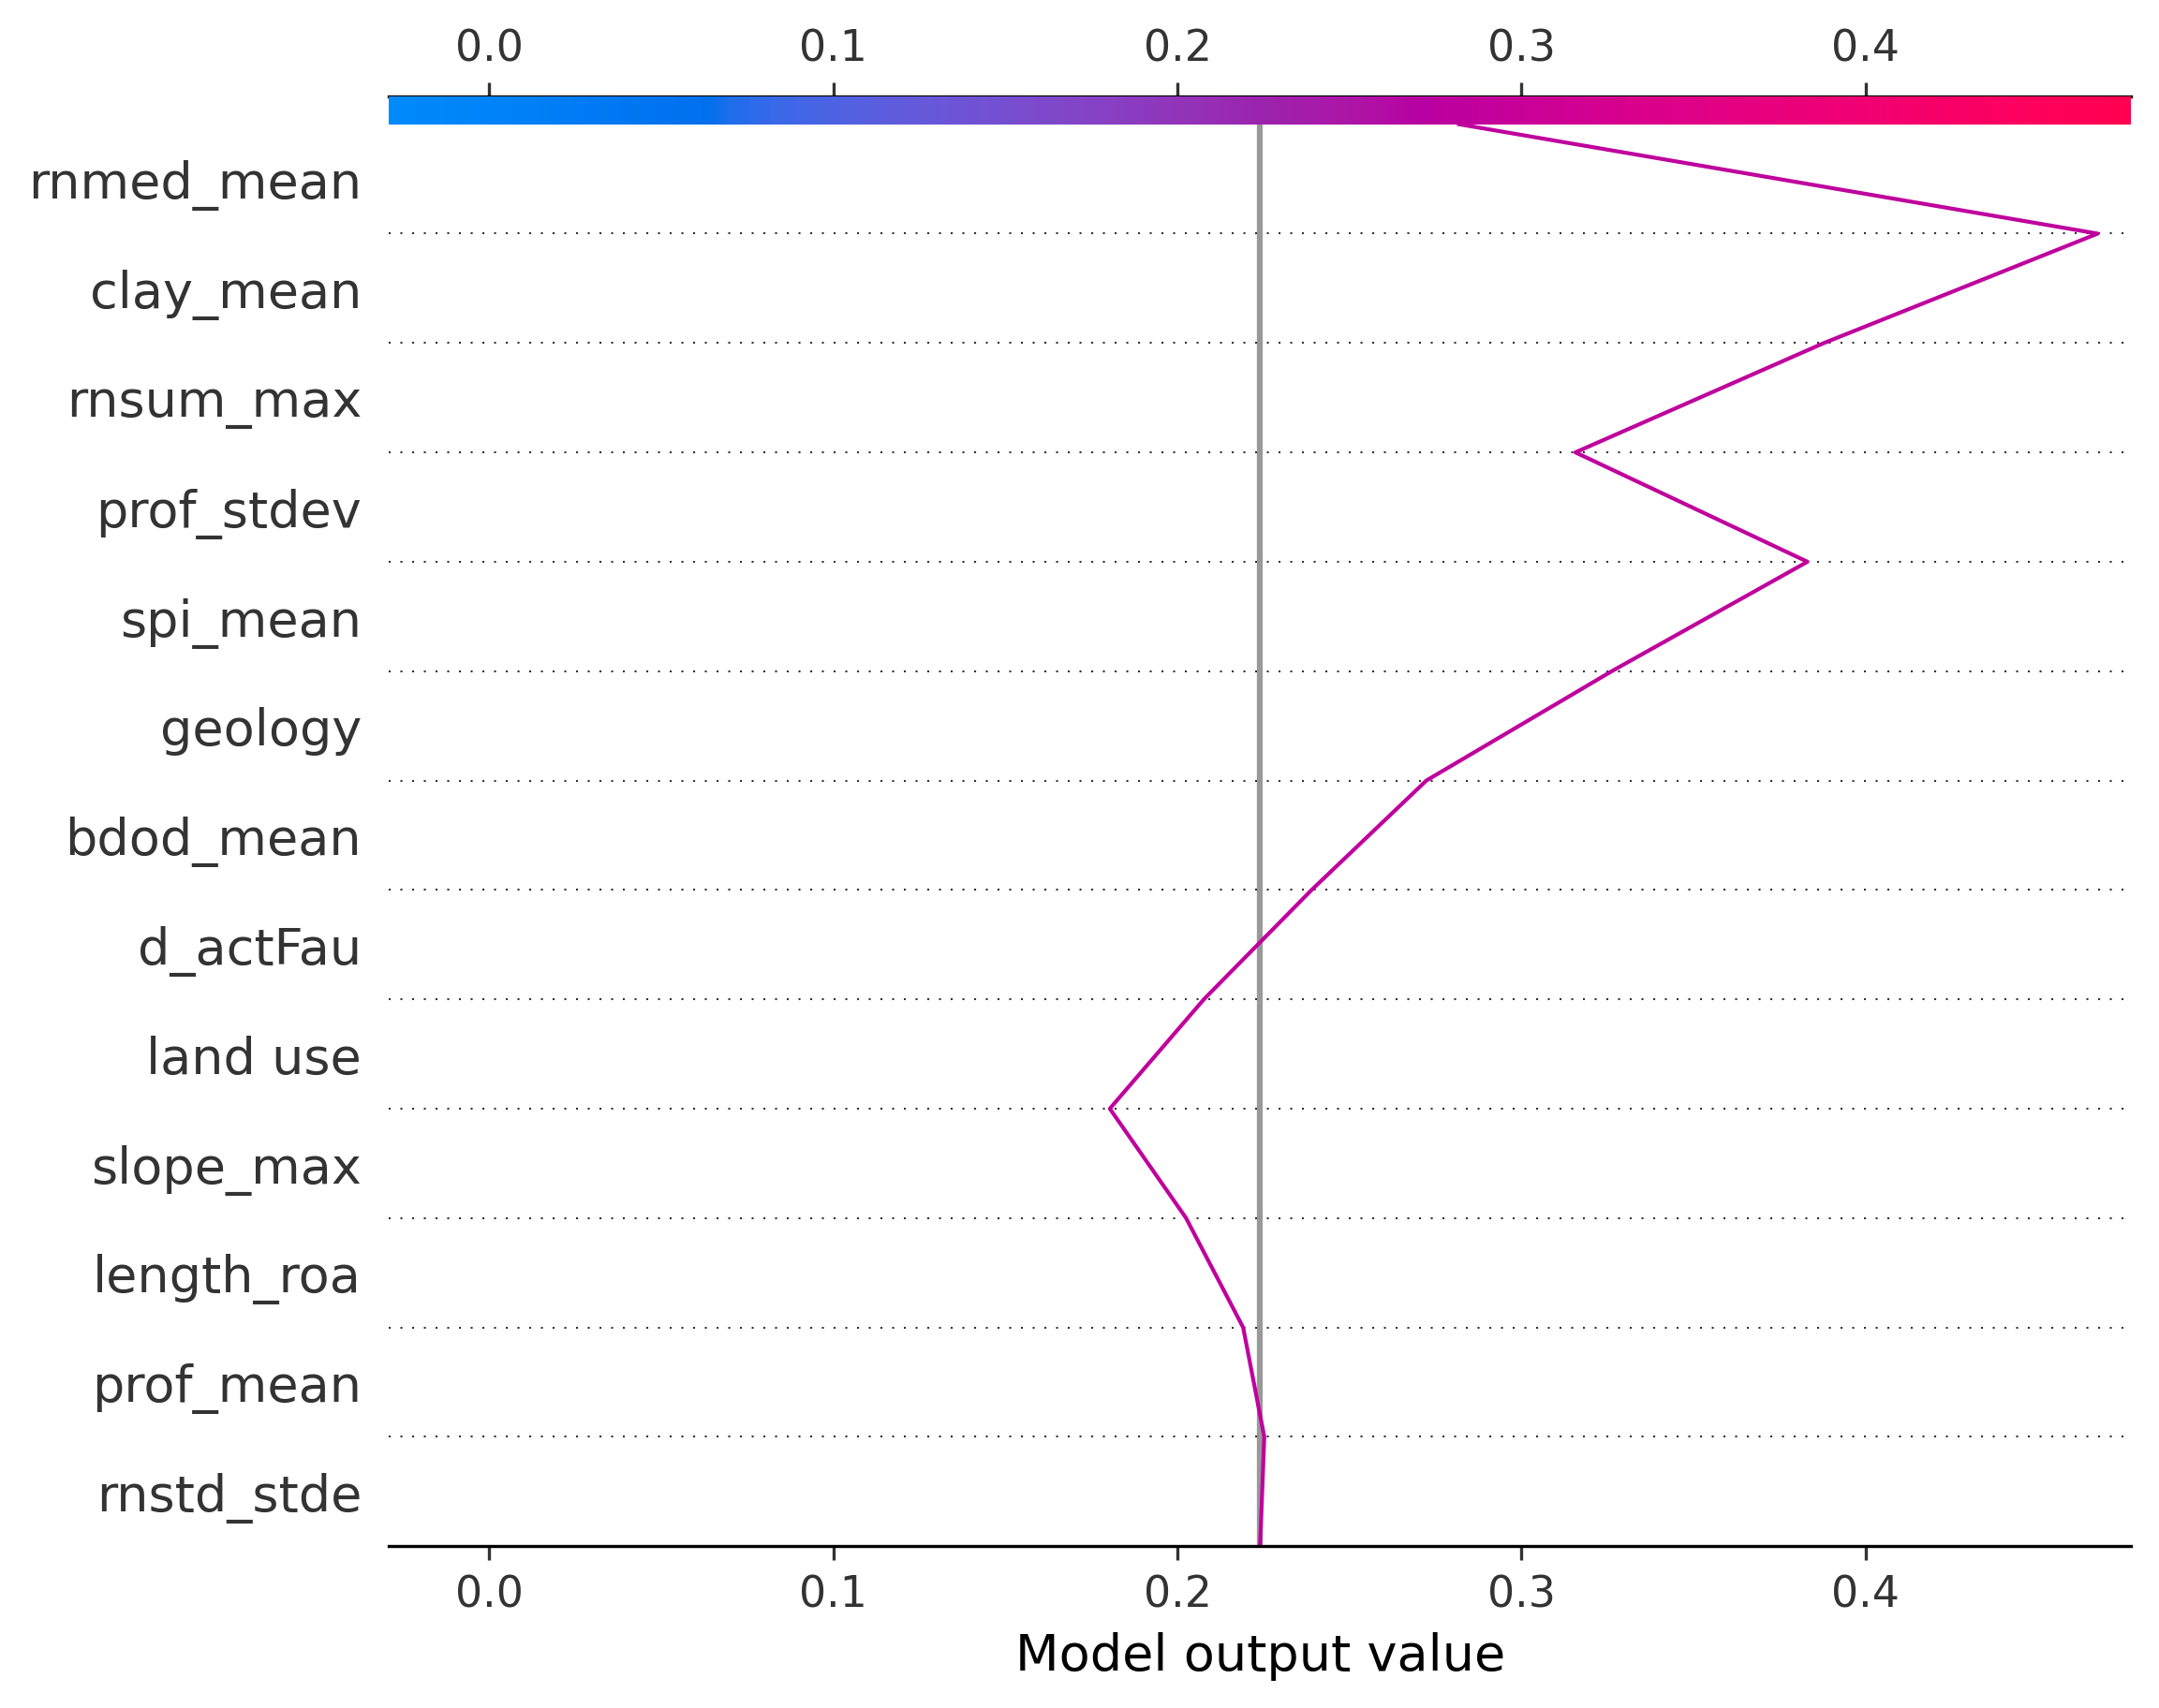 0.0 0.1 0.2 0.3 0.4
rnmed_mean
clay_mean
rnsum_max
prof_stdev
spi_mean
geology
bdod_mean
d_actFau
land use
slope_max
length_roa
prof_mean
rnstd_stde
0.0 0.1 0.2 0.3 0.4
Model output value